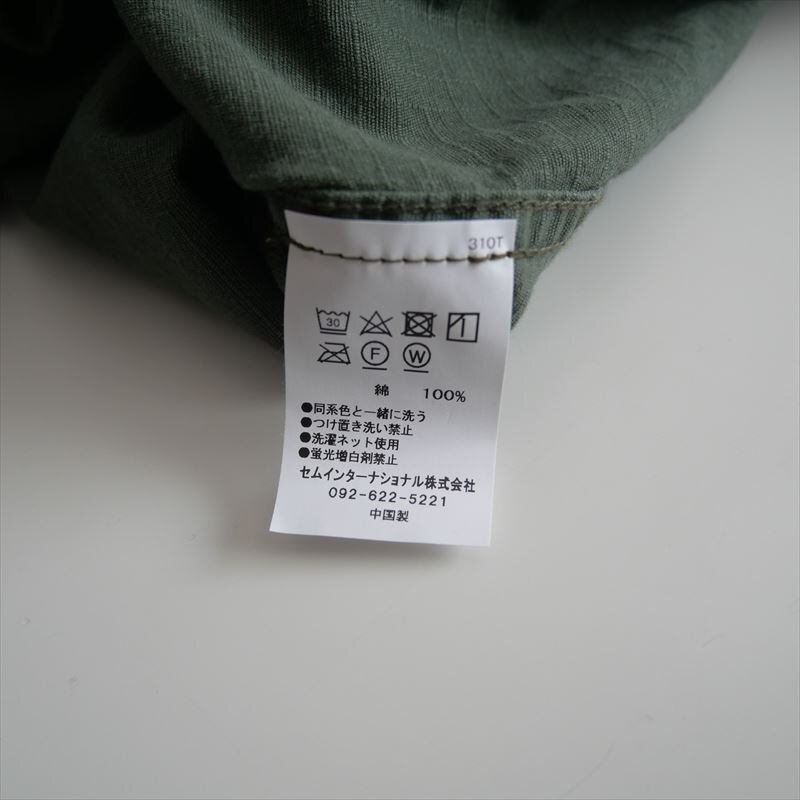 310T
30
F W
綿 100%
●同系色と一緒に洗う
●つけ置き洗い禁止
●洗濯ネット使用
●蛍光増白剤禁止
セムインターナショナル株式会社
092-622-5221
中国製